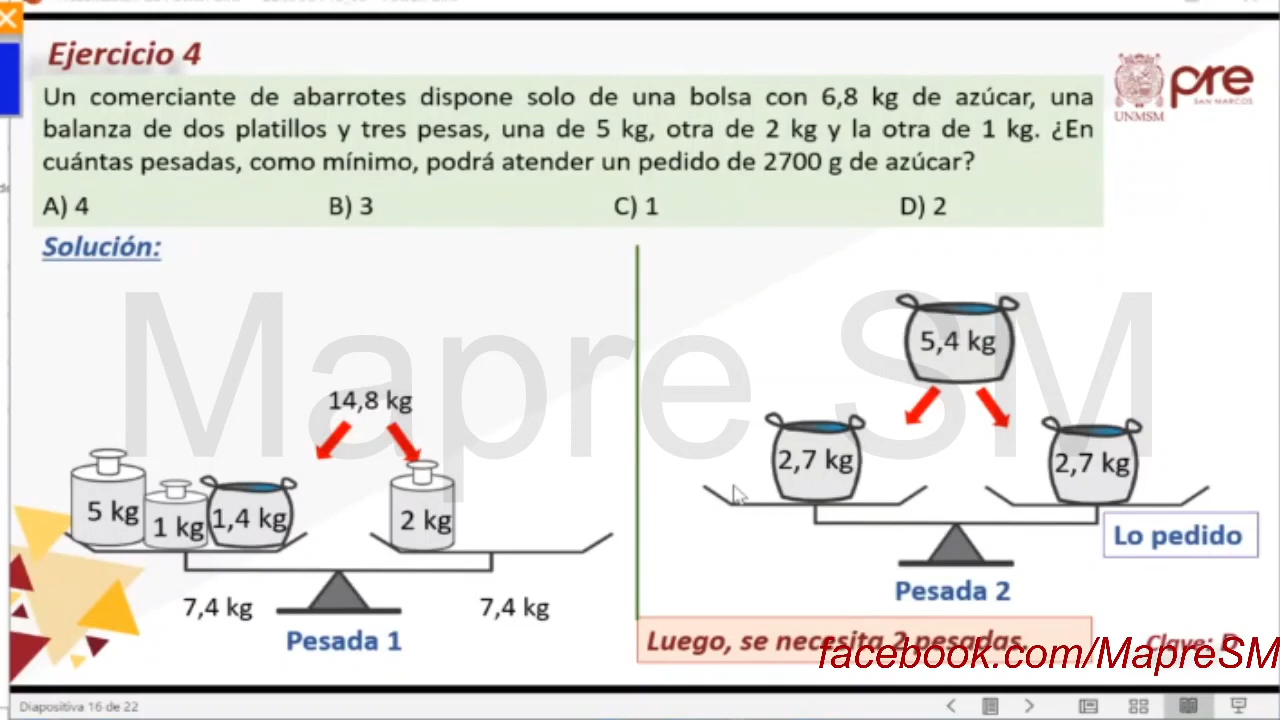 Ejercicio 4
Un comerciante de abarrotes dispone solo de una bolsa con 6,8 kg de azúcar, una
balanza de dos platillos y tres pesas, una de 5 kg, otra de 2 kg y la otra de 1 kg. ¿En
cuántas pesadas, como mínimo, podrá atender un pedido de 2700 g de azúcar?
A) 4 B) 3 C) 1 D) 2
pre
SAN MARCOS
UNMSM
Solución:
Mapre SM
14,8 kg
5 kg 1 kg 1,4 kg 2 kg
7,4 kg 7,4 kg
Pesada 1
5,4 kg
2,7 kg 2,7 kg
Lo pedido
Pesada 2
Luego, se necesita 2 pesadas.
Clave: D
facebook.com/MapreSM
Diapositiva 16 de 22